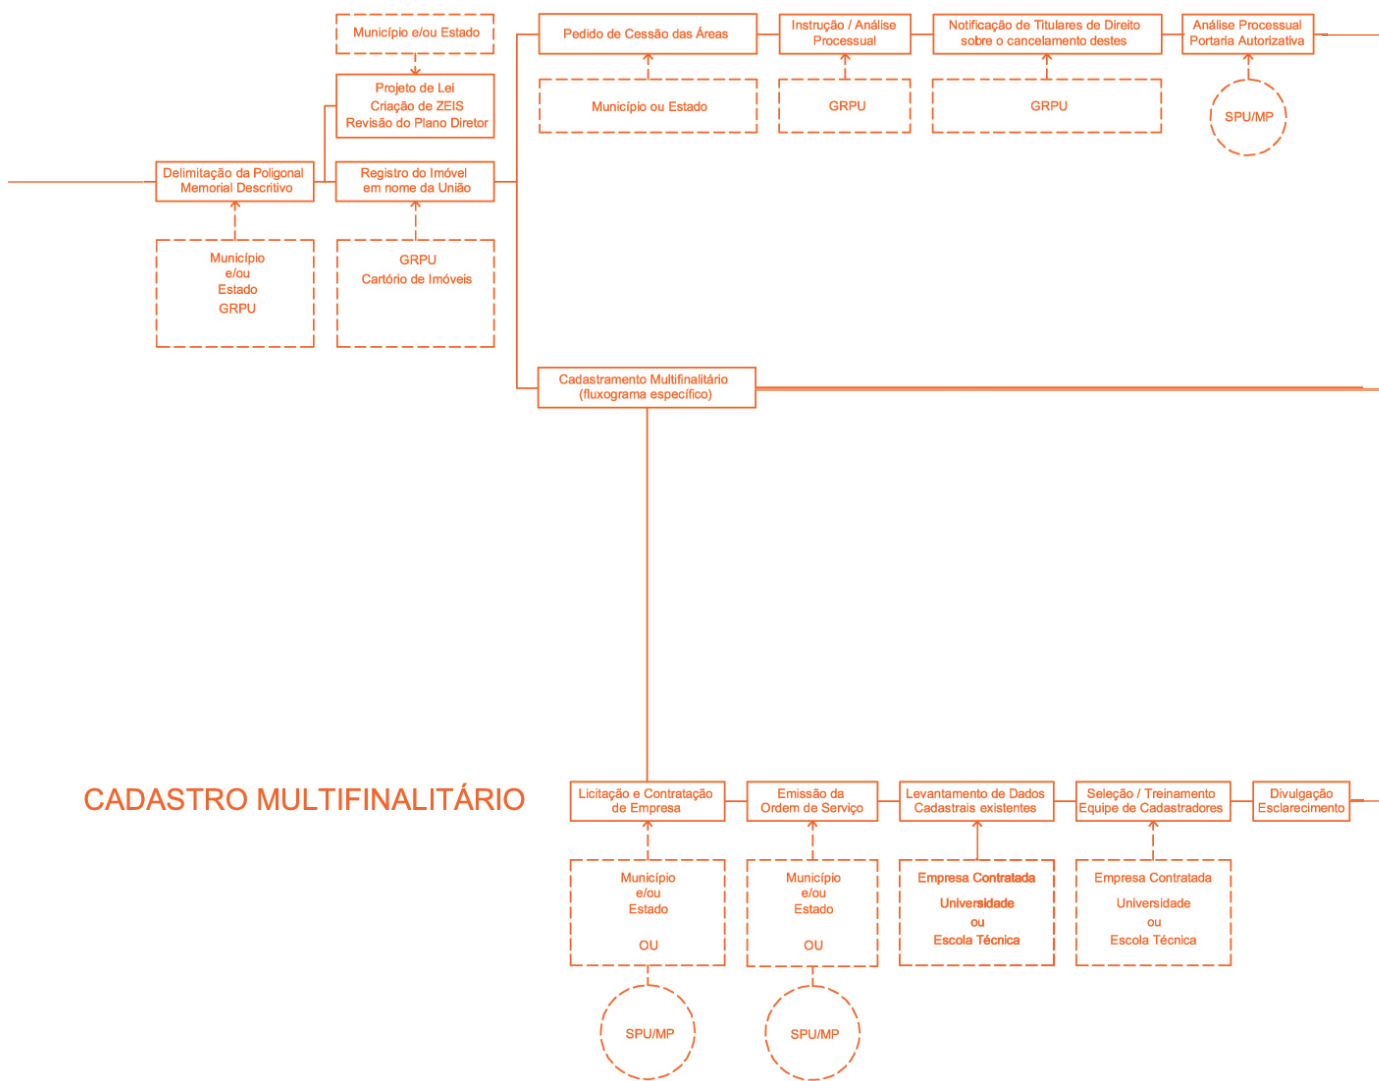 Município e/ou Estado
Projeto de Lei
Criação de ZEIS
Revisão do Plano Diretor
Pedido de Cessão das Áreas
Município ou Estado
Instrução / Análise
Processual
GRPU
Notificação de Titulares de Direito
sobre o cancelamento destes
GRPU
Análise Processual
Portaria Autorizativa
SPU/MP
Delimitação da Poligonal
Memorial Descritivo
Município
e/ou
Estado
GRPU
Registro do Imóvel
em nome da União
GRPU
Cartório de Imóveis
Cadastramento Multifinalitário
(fluxograma específico)
CADASTRO MULTIFINALITÁRIO
Licitação e Contratação
de Empresa
Município
e/ou
Estado
OU
SPU/MP
Emissão da
Ordem de Serviço
Município
e/ou
Estado
OU
SPU/MP
Levantamento de Dados
Cadastrais existentes
Empresa Contratada
Universidade
ou
Escola Técnica
Seleção / Treinamento
Equipe de Cadastradores
Empresa Contratada
Universidade
ou
Escola Técnica
Divulgação
Esclarecimento